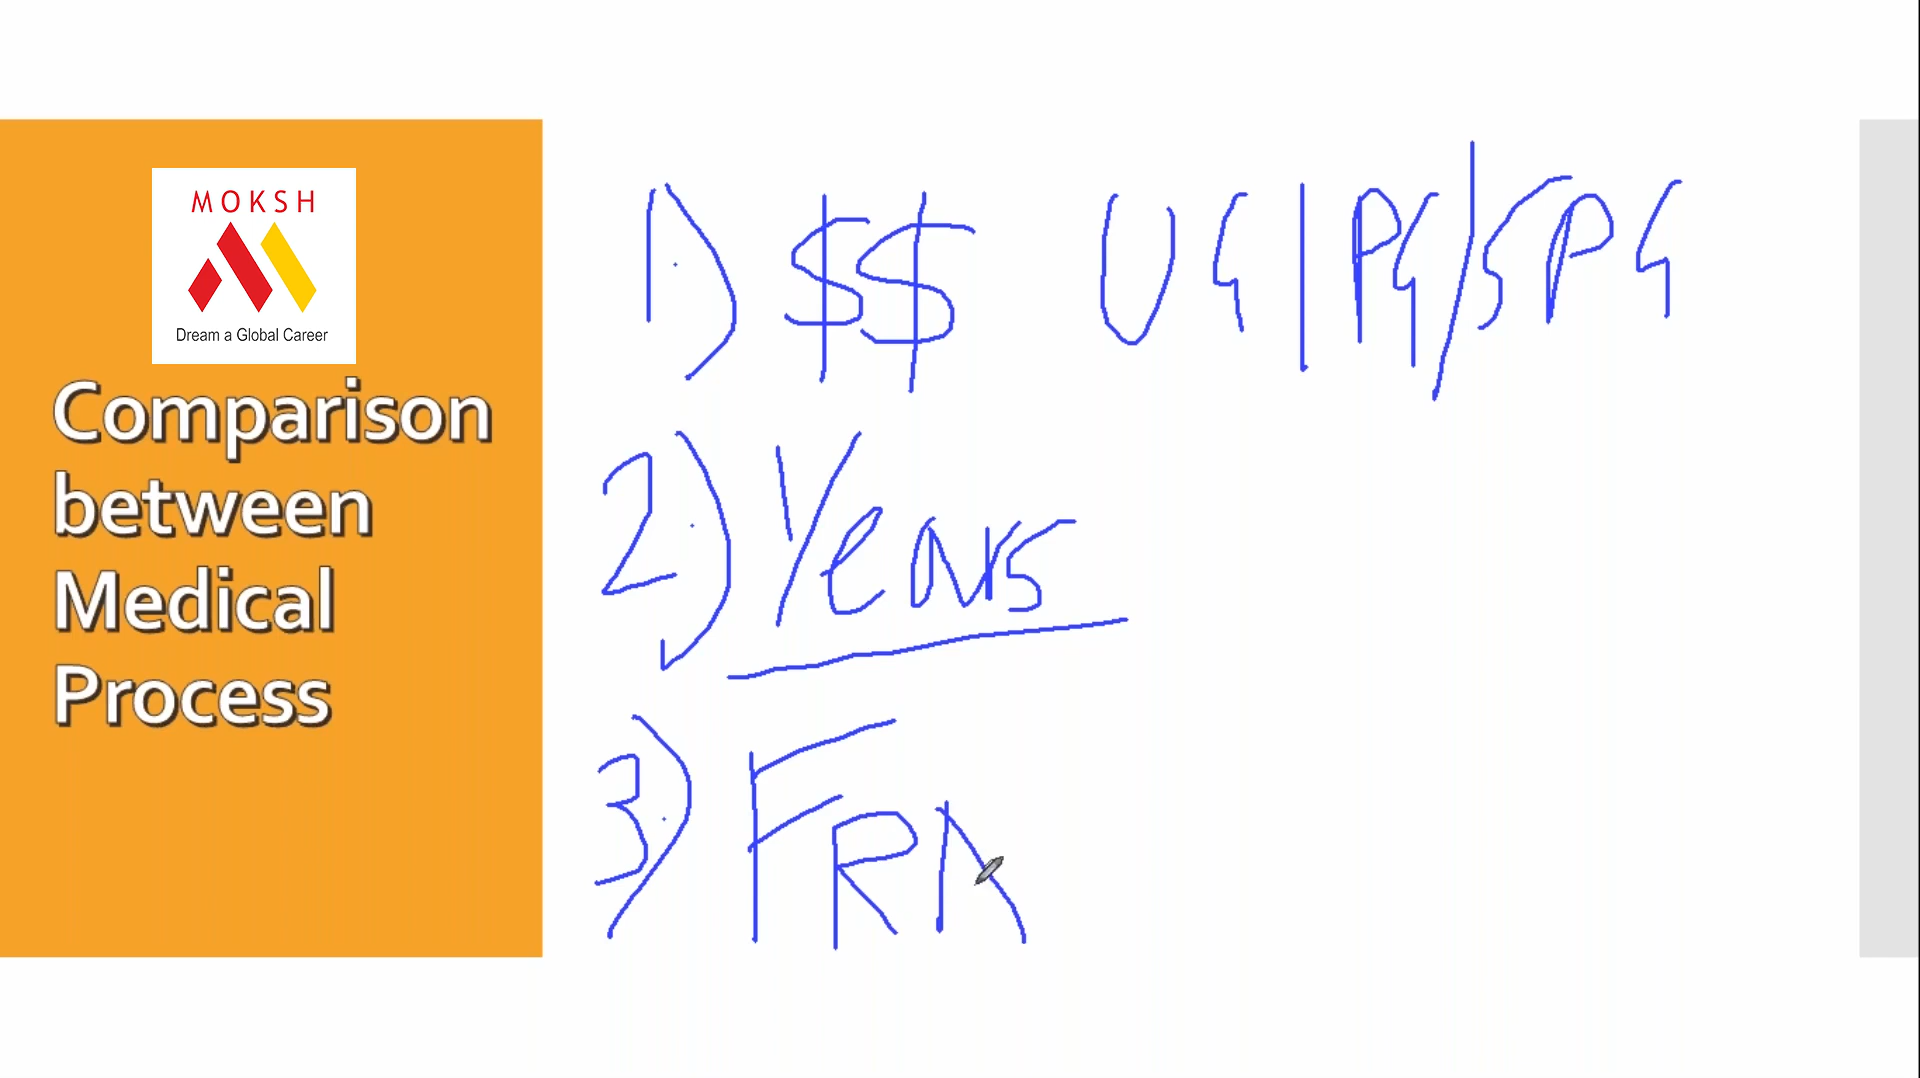 MOKSH
Dream a Global Career
Comparison
between
Medical
Process
1) $$ UG|PG/SPG
2) Years
3) FRA